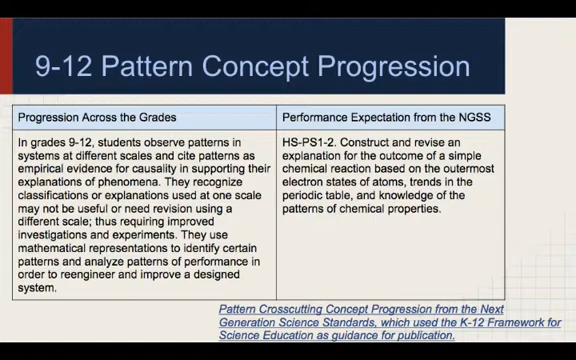 9-12 Pattern Concept Progression
Progression Across the Grades
In grades 9-12, students observe patterns in
systems at different scales and cite patterns as
empirical evidence for causality in supporting their
explanations of phenomena. They recognize
classifications or explanations used at one scale
may not be useful or need revision using a
different scale; thus requiring improved
investigations and experiments. They use
mathematical representations to identify certain
patterns and analyze patterns of performance in
order to reengineer and improve a designed
system.
Performance Expectation from the NGSS
HS-PS1-2. Construct and revise an
explanation for the outcome of a simple
chemical reaction based on the outermost
electron states of atoms, trends in the
periodic table, and knowledge of the
patterns of chemical properties.
Pattern Crosscutting Concept Progression from the Next
Generation Science Standards, which used the K-12 Framework for
Science Education as guidance for publication.